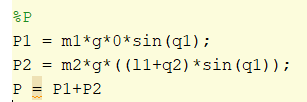 %P
P1 = m1*g*0*sin(q1);
P2 = m2*g*((l1+q2)*sin(q1));
P = P1+P2